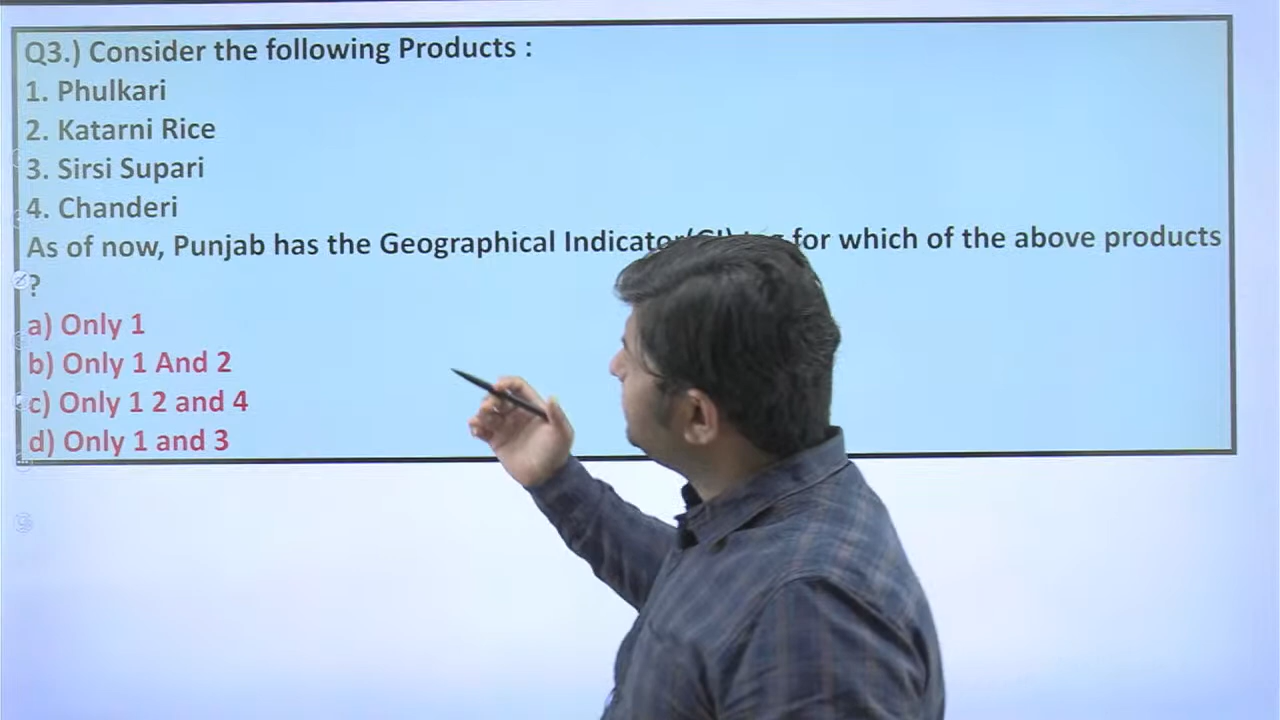 Q3.) Consider the following Products :
1. Phulkari
2. Katarni Rice
3. Sirsi Supari
4. Chanderi
As of now, Punjab has the Geographical Indicator for which of the above products
?
a) Only 1
b) Only 1 And 2
c) Only 1 2 and 4
d) Only 1 and 3